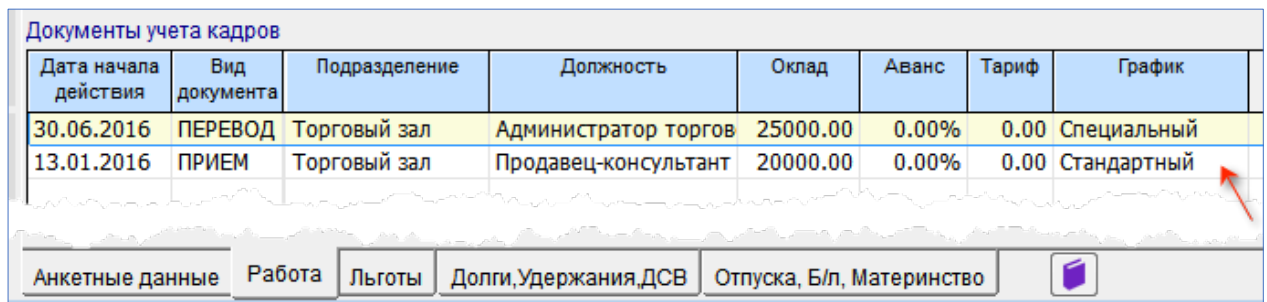 Документы учета кадров
Дата начала действия Вид документа Подразделение Должность Оклад Аванс Тариф График
30.06.2016 ПЕРЕВОД Торговый зал Администратор торгов 25000.00 0.00% 0.00 Специальный
13.01.2016 ПРИЕМ Торговый зал Продавец-консультант 20000.00 0.00% 0.00 Стандартный
Анкетные данные Работа Льготы Долги,Удержания,ДСВ Отпуска, Б/л, Материнство